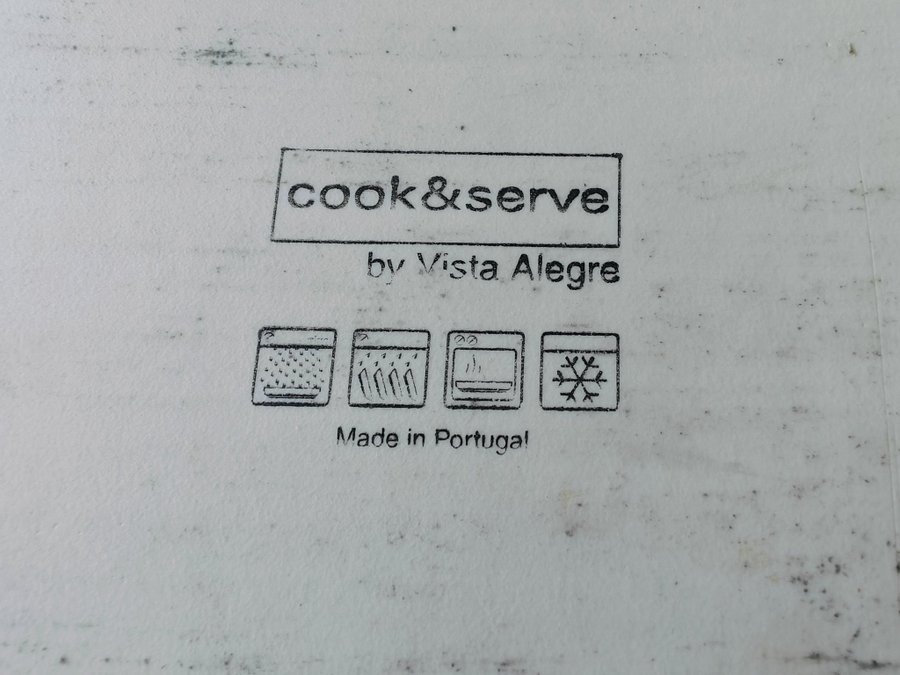 cook&serve
by Vista Alegre
Made in Portugal